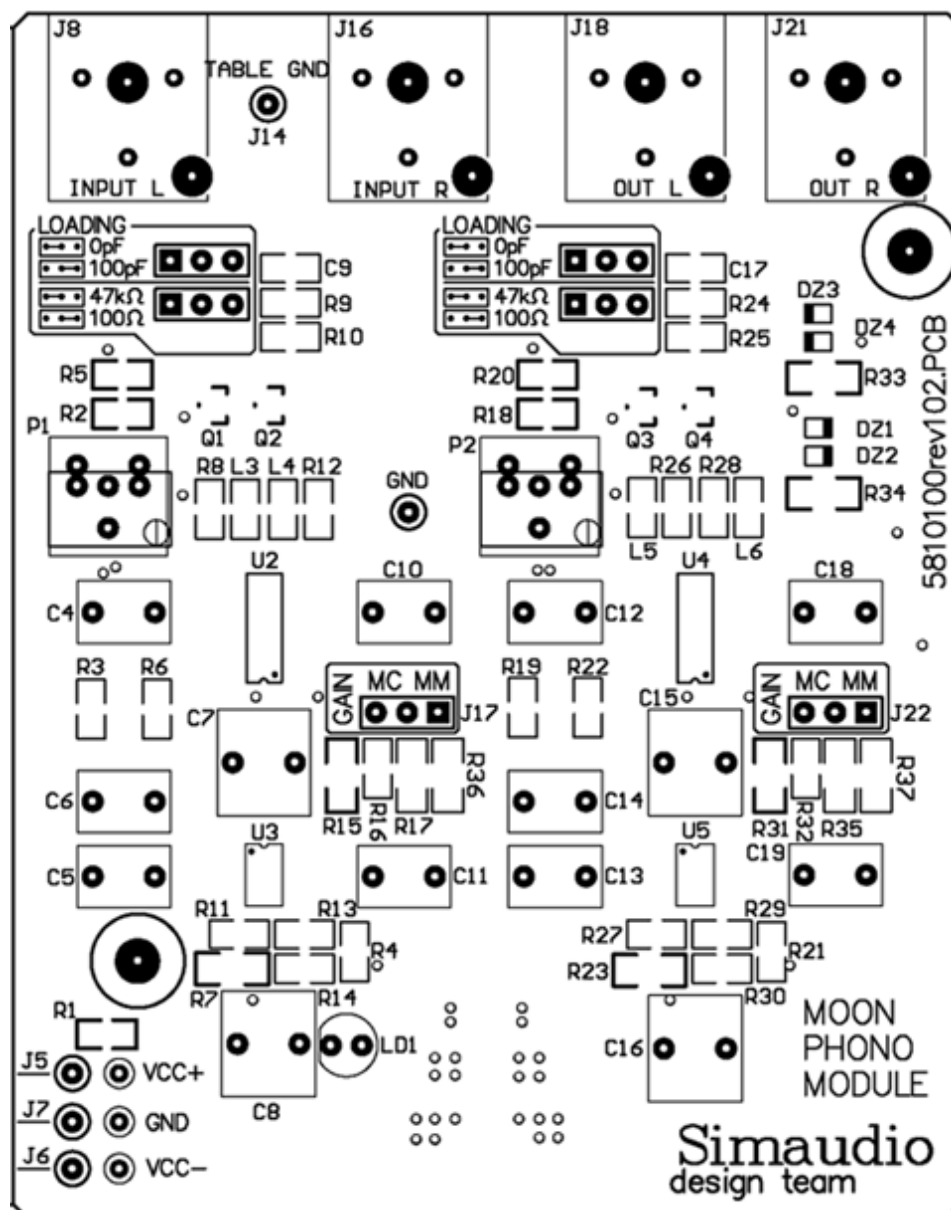 J8
J16
J18
J21
TABLE GND
J14
INPUT L
INPUT R
OUT L
OUT R
LOADING
0pF
100pF
47kΩ
100Ω
C9
R9
R10
LOADING
0pF
100pF
47kΩ
100Ω
C17
R24
R25
DZ3
DZ4
R33
DZ1
DZ2
R34
5810100rev102.PCB
R5
R2
P1
Q1
Q2
R20
R18
P2
Q3
Q4
R8
L3
L4
R12
GND
R26
R28
L5
L6
U2
C10
U4
C18
C4
C12
R3
R6
GAIN
MC MM
J17
R19
R22
C15
GAIN
MC MM
J22
C7
R36
R37
C6
R15
R16
R17
C14
R31
R32
R35
U3
U5
C19
C5
C11
C13
R11
R13
R4
R27
R29
R21
R7
R14
R23
R30
R1
LD1
C16
MOON
PHONO
MODULE
J5
VCC+
C8
J7
GND
J6
VCC-
Simaudio
design team